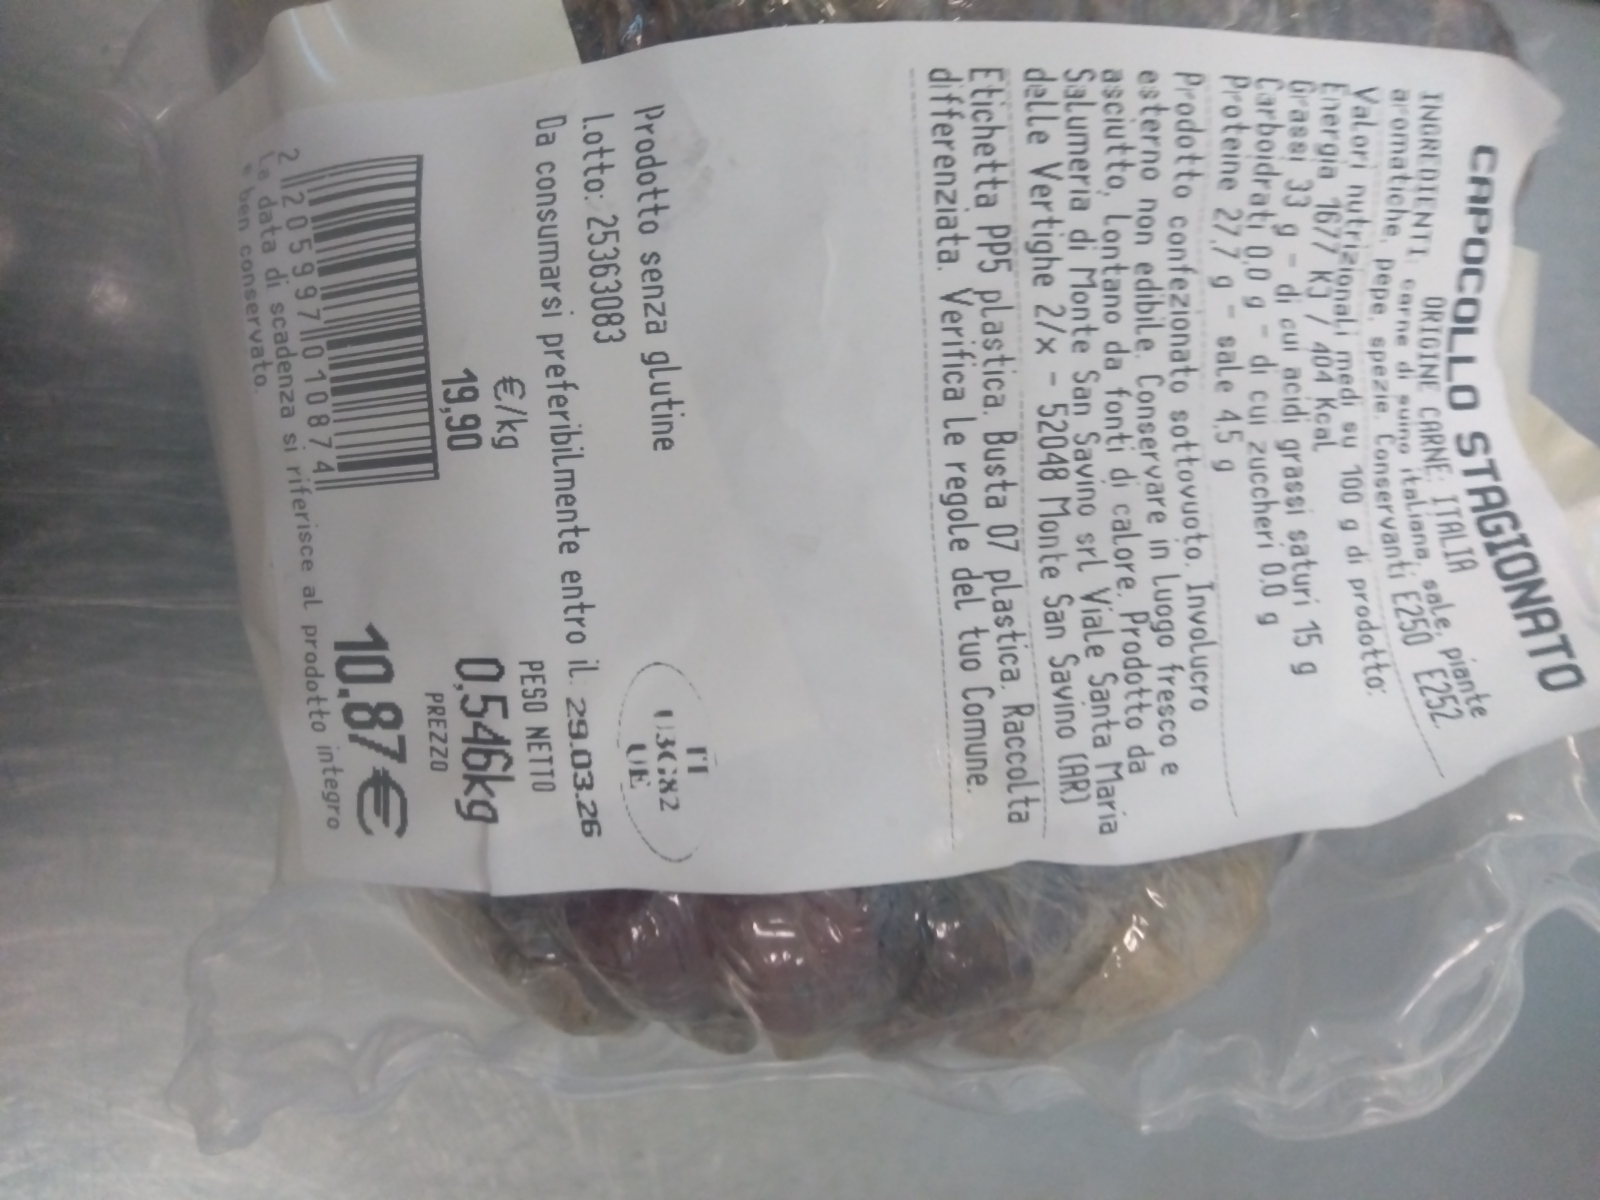 CAPOCOLLO STAGIONATO
ORIGINE CARNE: ITALIA
INGREDIENTI: carne di suino italiana, sale, piante
aromatiche, pepe, spezie. Conservanti E250 E252.
Valori nutrizionali medi su 100 g di prodotto:
Energia 1677 KJ / 404 Kcal
Grassi 33 g - di cui acidi grassi saturi 15 g
Carboidrati 0,0 g - di cui zuccheri 0,0 g
Proteine 27,7 g - sale 4,5 g
Prodotto confezionato sottovuoto. Involucro
esterno non edibile. Conservare in luogo fresco e
asciutto, lontano da fonti di calore. Prodotto da
Salumeria di Monte San Savino srl Viale Santa Maria
delle Vertighe 2/x - 52048 Monte San Savino (AR)
Etichetta PP5 plastica. Busta 07 plastica. Raccolta
differenziata. Verifica le regole del tuo Comune.
Prodotto senza glutine
Lotto: 25363083
IT
UE
Da consumarsi preferibilmente entro il: 29.03.26
€/kg
19,90
PESO NETTO
0,546kg
PREZZO
10.87€
2 205997 010874
La data di scadenza si riferisce al prodotto integro
e ben conservato.